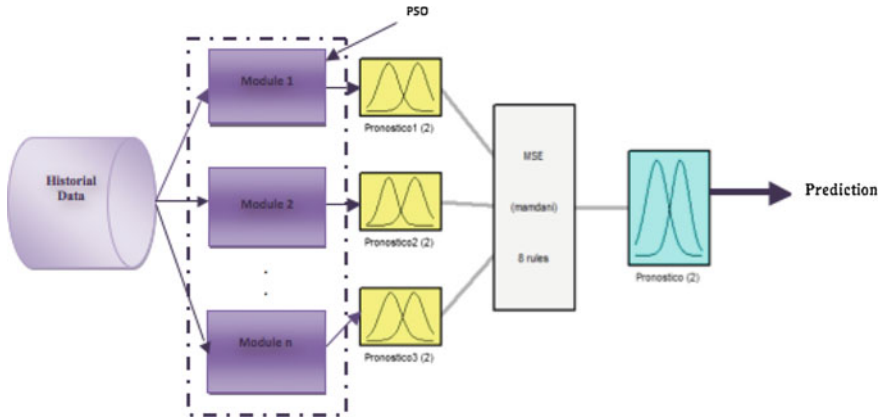 PSO
Module 1
Pronostico1 (2)
Historial
Data
Module 2
Pronostico2 (2)
MSE
(mamdani)
8 rules
Pronostico (2)
Prediction
Module n
Pronostico3 (2)